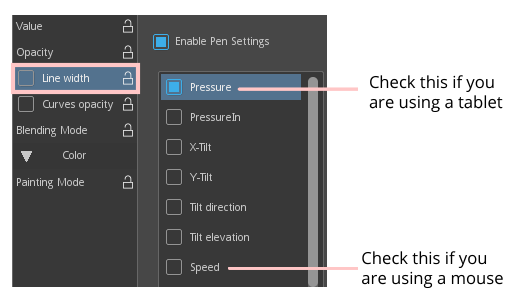 Value
Opacity
Line width
Curves opacity
Blending Mode
Color
Painting Mode
Enable Pen Settings
Pressure
PressureIn
X-Tilt
Y-Tilt
Tilt direction
Tilt elevation
Speed
Check this if you
are using a tablet
Check this if you
are using a mouse